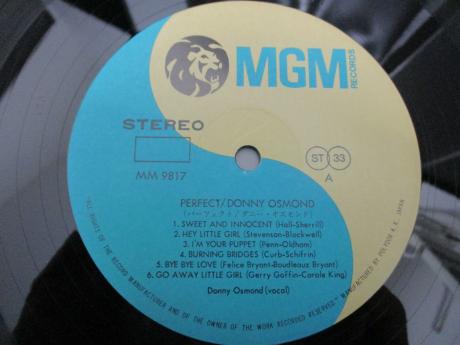 MGM
RECORDS
STEREO
MM 9817
ST 33
A
PERFECT/DONNY OSMOND
(パーフェクト/ダニー・オズモンド)
1. SWEET AND INNOCENT (Hall-Sherrill)
2. HEY LITTLE GIRL (Stevenson-Blackwell)
3. I'M YOUR PUPPET (Penn-Oldham)
4. BURNING BRIDGES (Curb-Schifrin)
5. BYE BYE LOVE (Felice Bryant-Boudleaux Bryant)
6. GO AWAY LITTLE GIRL (Gerry Goffin-Carole King)
Donny Osmond (vocal)
"ALL RIGHTS OF THE RECORD MANUFACTURER AND OF THE OWNER OF THE WORK RECORDED RESERVED" MANUFACTURED BY POLYDOR K.K. JAPAN